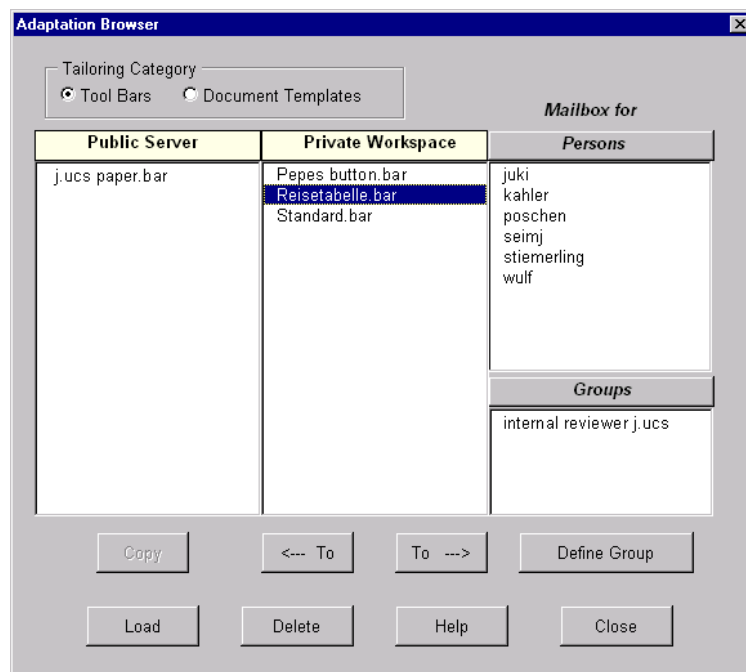 Adaptation Browser
Tailoring Category
Tool Bars
Document Templates
Mailbox for
Public Server
Private Workspace
Persons
j.ucs paper.bar
Pepes button.bar
Reisetabelle.bar
Standard.bar
juki
kahler
poschen
seimj
stiemerling
wulf
Groups
internal reviewer j.ucs
Copy
<--- To
To --->
Define Group
Load
Delete
Help
Close